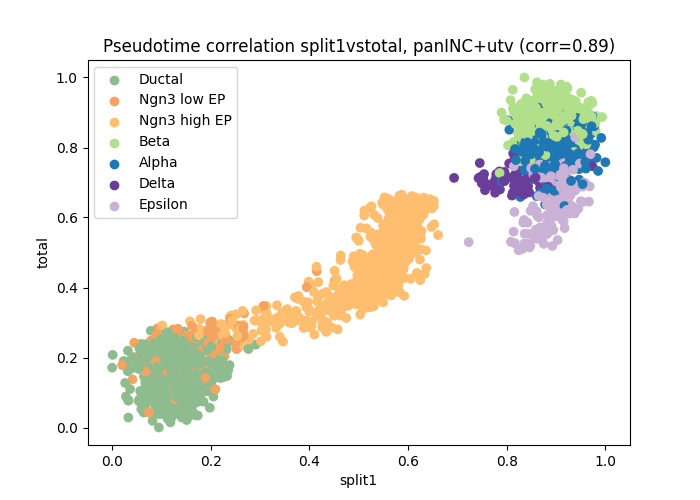 Pseudotime correlation split1vstotal, panINC+utv (corr=0.89)
Ductal
Ngn3 low EP
Ngn3 high EP
Beta
Alpha
Delta
Epsilon
total
1.0
0.8
0.6
0.4
0.2
0.0
0.0 0.2 0.4 0.6 0.8 1.0
split1